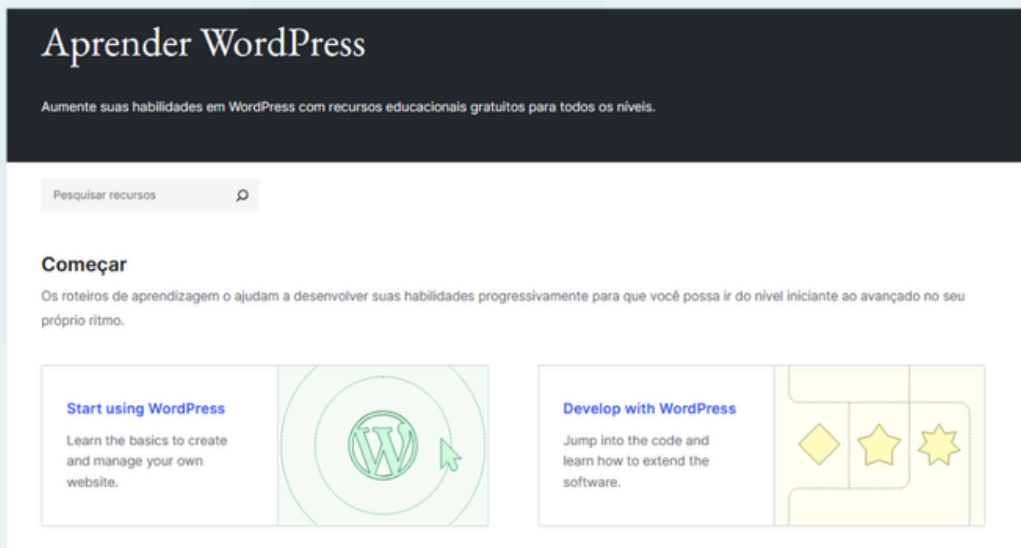 Aprender WordPress
Aumente suas habilidades em WordPress com recursos educacionais gratuitos para todos os níveis.
Pesquisar recursos
Começar
Os roteiros de aprendizagem o ajudam a desenvolver suas habilidades progressivamente para que você possa ir do nível iniciante ao avançado no seu
próprio ritmo.
Start using WordPress
Learn the basics to create
and manage your own
website.
Develop with WordPress
Jump into the code and
learn how to extend the
software.